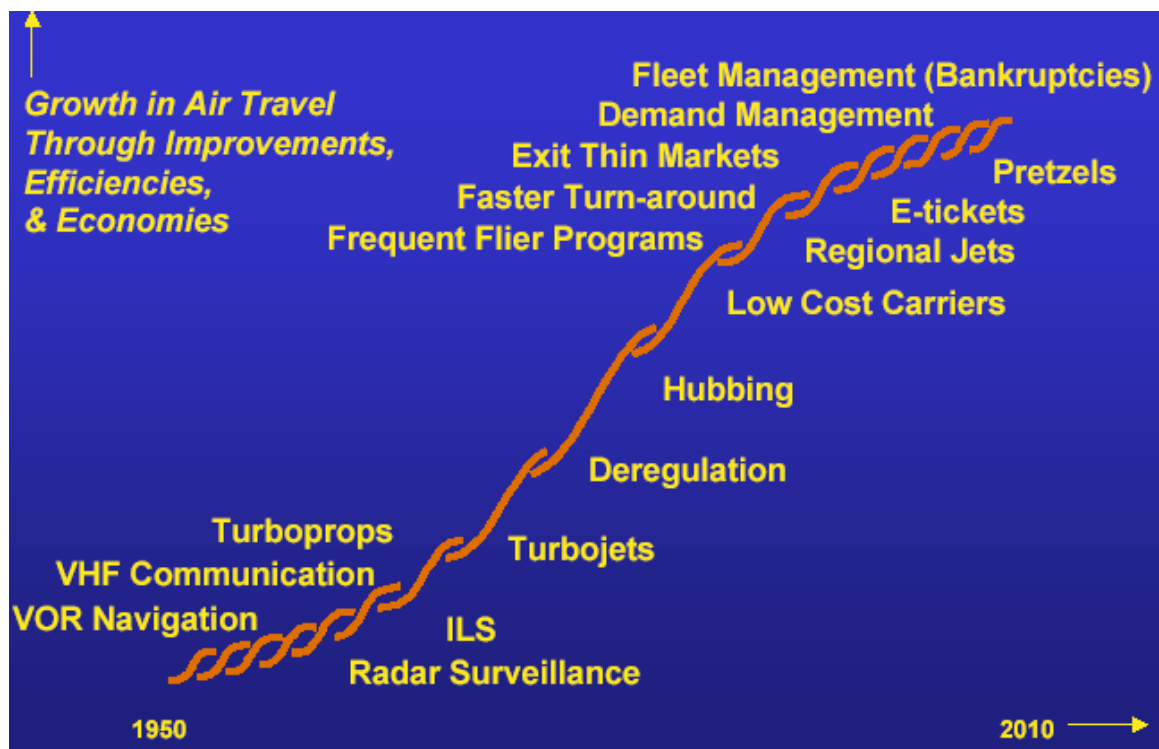 Growth in Air Travel
Through Improvements,
Efficiencies,
& Economies
Fleet Management (Bankruptcies)
Demand Management
Exit Thin Markets
Faster Turn-around
Frequent Flier Programs
Pretzels
E-tickets
Regional Jets
Low Cost Carriers
Hubbing
Deregulation
Turboprops
Turbojets
VHF Communication
VOR Navigation
ILS
Radar Surveillance
1950
2010